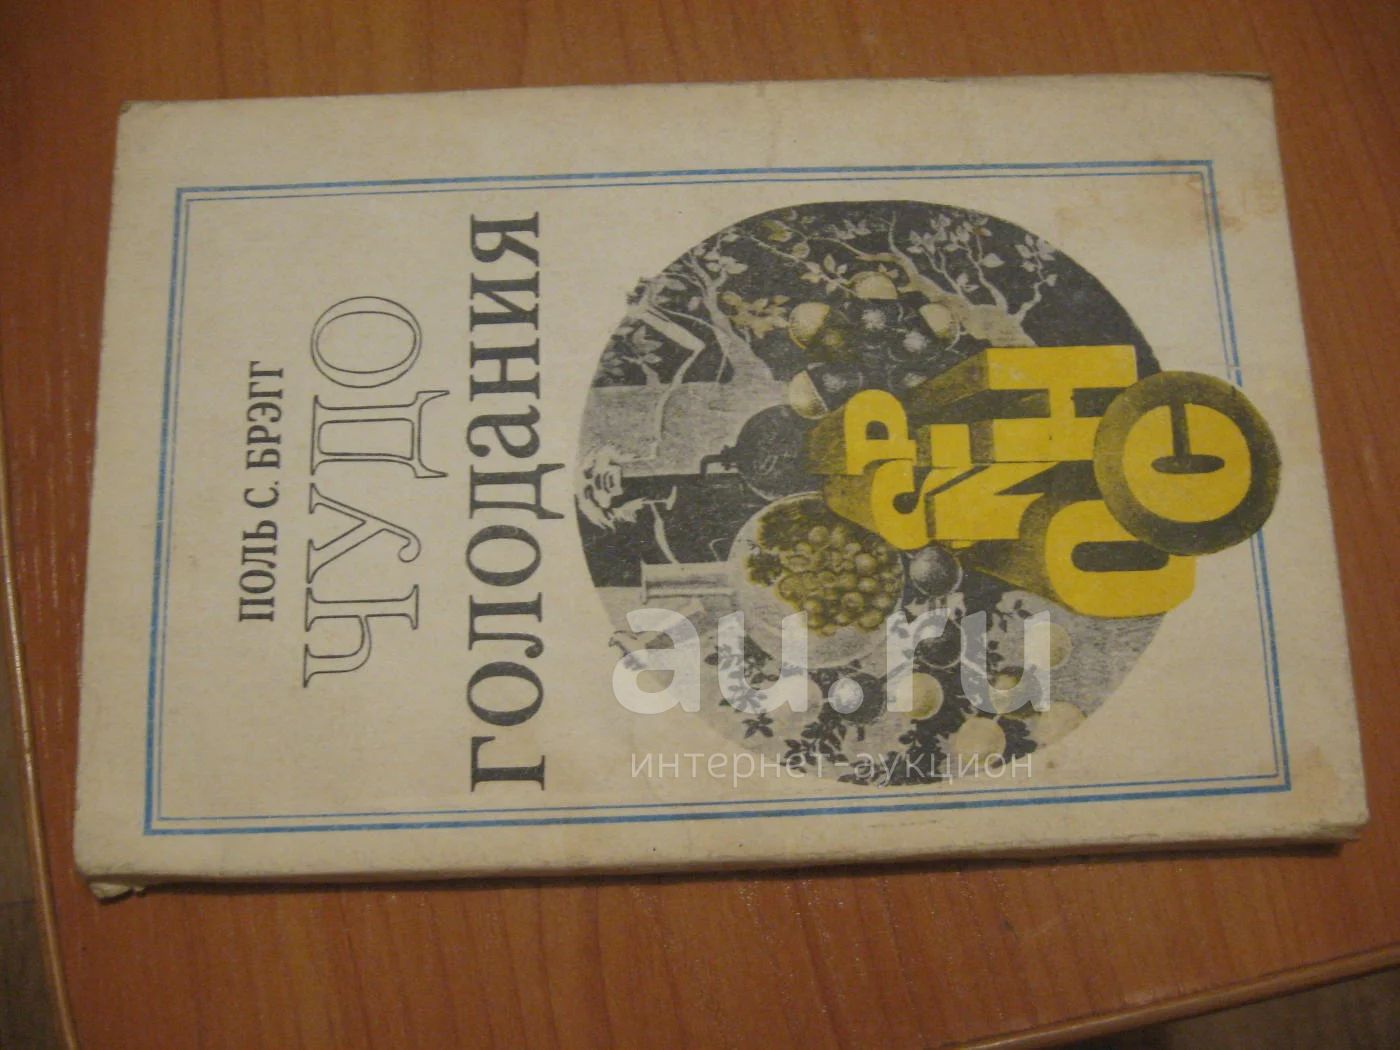 ПОЛЬ С. БРЭГГ
ЧУДО
ГОЛОДАНИЯ
au.ru
интернет-аукцион